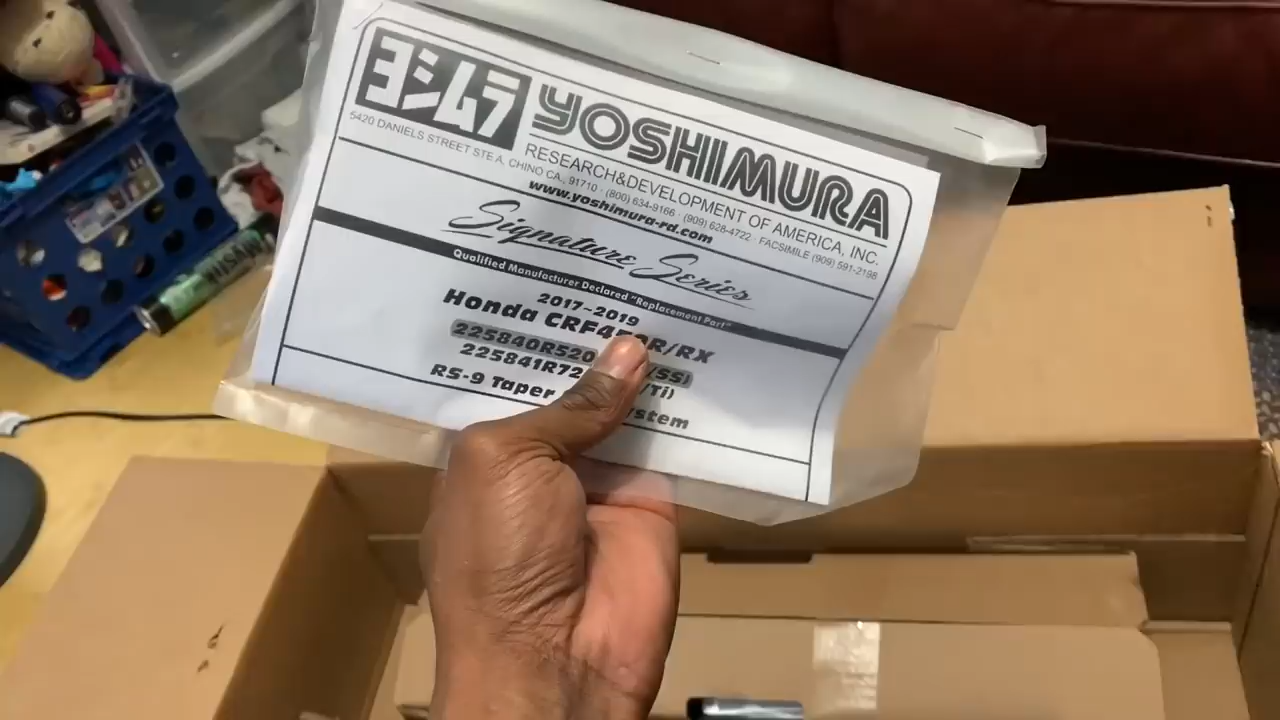 ヨシムラ YOSHIMURA
RESEARCH&DEVELOPMENT OF AMERICA, INC.
5420 DANIELS STREET STE A, CHINO CA., 91710 · (800) 634-9166 · (909) 628-4722 · FACSIMILE (909) 591-2198
www.yoshimura-rd.com
Signature Series
Qualified Manufacturer Declared "Replacement Part"
2017~2019
Honda CRF450R/RX
225840R520 /SS)
225841R72 /Ti)
RS-9 Taper ystem